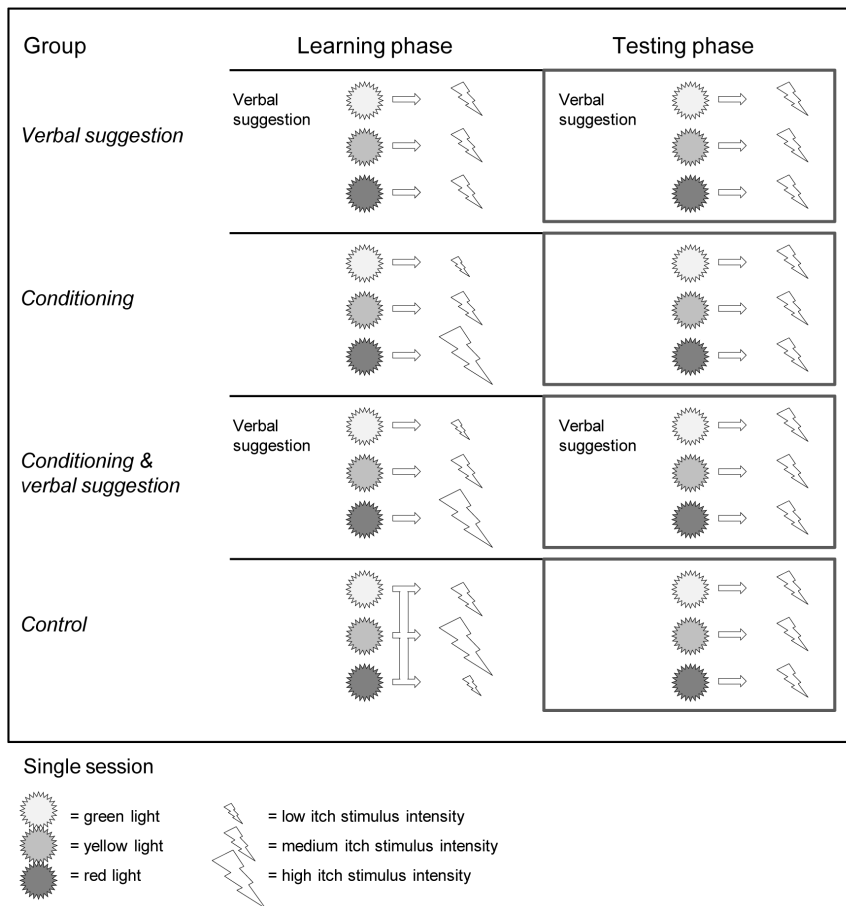 Group Learning phase Testing phase
Verbal suggestion
Verbal
suggestion
Verbal
suggestion
Conditioning
Conditioning &
verbal suggestion
Verbal
suggestion
Verbal
suggestion
Control
Single session
= green light
= yellow light
= red light
= low itch stimulus intensity
= medium itch stimulus intensity
= high itch stimulus intensity